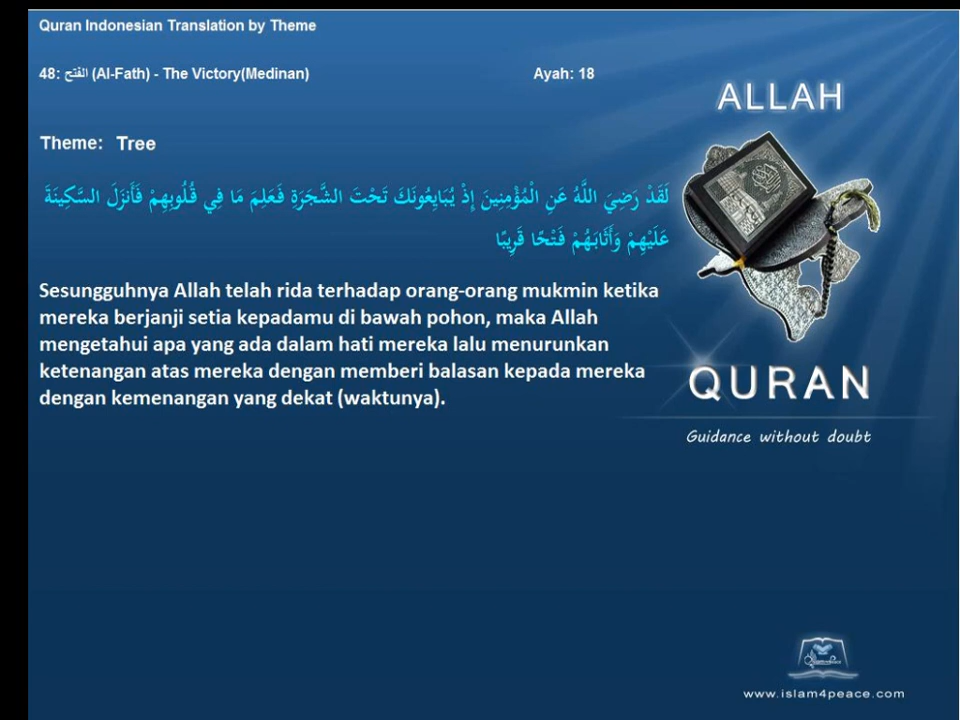 Quran Indonesian Translation by Theme
48: الفتح (Al-Fath) - The Victory(Medinan)
Ayah: 18
Theme: Tree
لَقَدْ رَضِيَ اللَّهُ عَنِ الْمُؤْمِنِينَ إِذْ يُبَايِعُونَكَ تَحْتَ الشَّجَرَةِ فَعَلِمَ مَا فِي قُلُوبِهِمْ فَأَنزَلَ السَّكِينَةَ
عَلَيْهِمْ وَأَثَابَهُمْ فَتْحًا قَرِيبًا
Sesungguhnya Allah telah rida terhadap orang-orang mukmin ketika
mereka berjanji setia kepadamu di bawah pohon, maka Allah
mengetahui apa yang ada dalam hati mereka lalu menurunkan
ketenangan atas mereka dengan memberi balasan kepada mereka
dengan kemenangan yang dekat (waktunya).
ALLAH
QURAN
Guidance without doubt
www.islam4peace.com